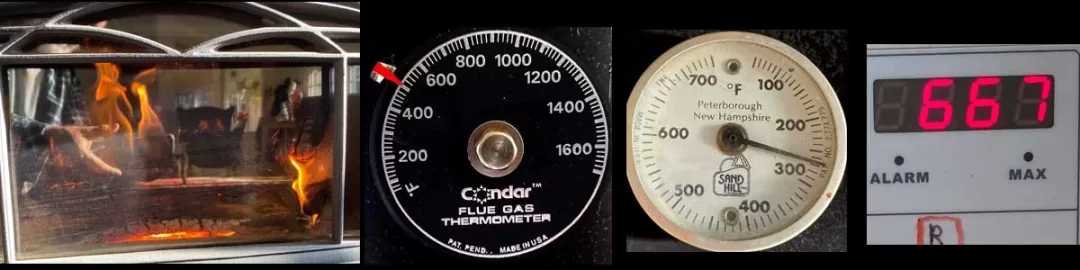 800 1000
600
1200
400
1400
200
1600
°F
Condar™
FLUE GAS
THERMOMETER
PAT. PEND., MADE IN USA
700
100
°F
Peterborough
New Hampshire
600
200
300
SAND
HILL
500
400
667
ALARM
MAX
R